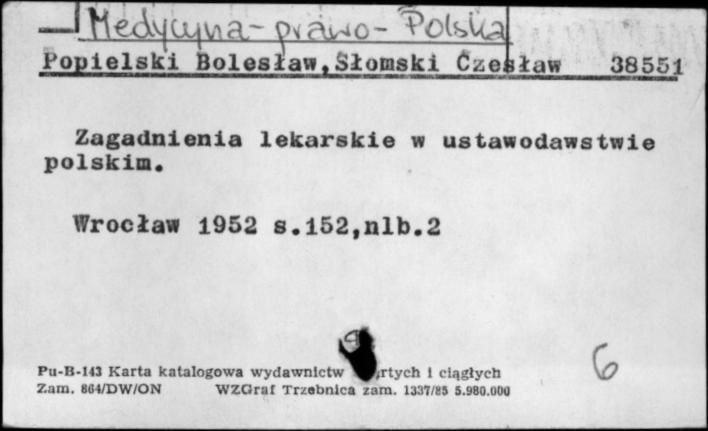 Medycyna - prawo - Polska
Popielski Bolesław,Słomski Czesław 38551
Zagadnienia lekarskie w ustawodawstwie
polskim.
Wrocław 1952 s.152,nlb.2
6
Pu-B-143 Karta katalogowa wydawnictw rtych i ciągłych
Zam. 864/DW/ON WZGraf Trzebnica zam. 1337/85 5.980.000